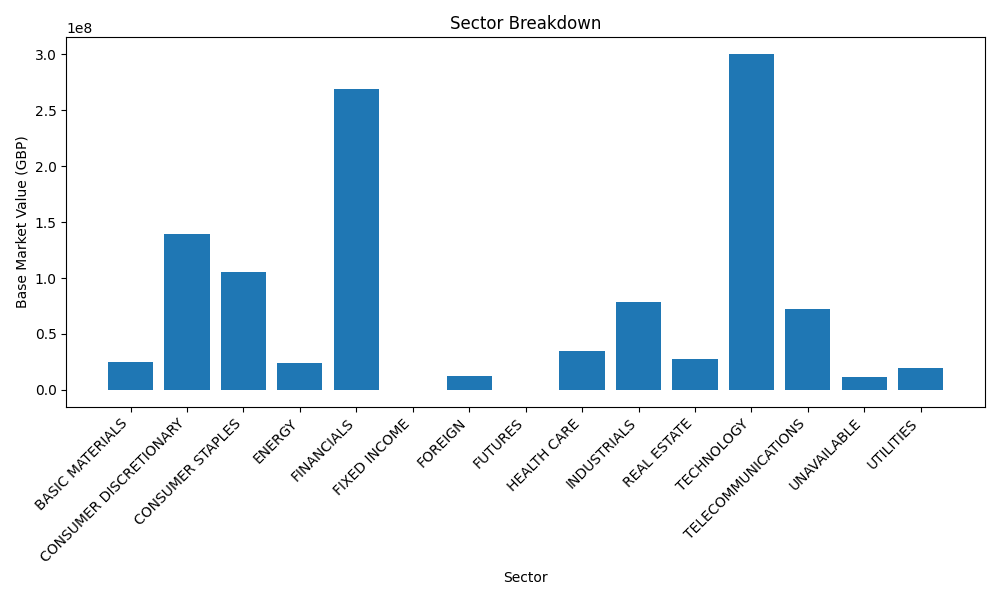 Sector Breakdown
1e8
3.0
2.5
2.0
1.5
1.0
0.5
0.0
Base Market Value (GBP)
BASIC MATERIALS
CONSUMER DISCRETIONARY
CONSUMER STAPLES
ENERGY
FINANCIALS
FIXED INCOME
FOREIGN
FUTURES
HEALTH CARE
INDUSTRIALS
REAL ESTATE
TECHNOLOGY
TELECOMMUNICATIONS
UNAVAILABLE
UTILITIES
Sector